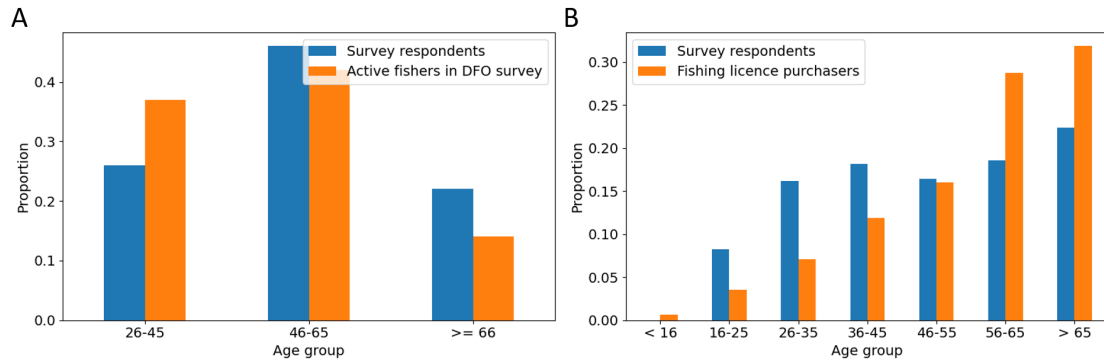 A
Survey respondents
Active fishers in DFO survey
Proportion
0.4
0.3
0.2
0.1
0.0
26-45
46-65
>= 66
Age group
B
Survey respondents
Fishing licence purchasers
Proportion
0.30
0.25
0.20
0.15
0.10
0.05
0.00
< 16
16-25
26-35
36-45
46-55
56-65
> 65
Age group